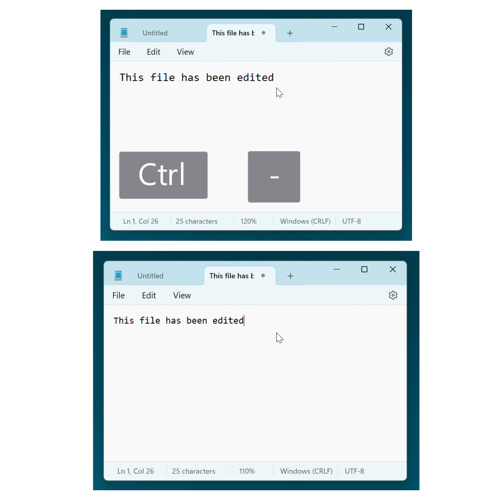 Untitled
This file has b
File Edit View
This file has been edited
Ctrl -
Ln 1, Col 26 25 characters 120% Windows (CRLF) UTF-8
Untitled
This file has b
File Edit View
This file has been edited
Ln 1, Col 26 25 characters 110% Windows (CRLF) UTF-8